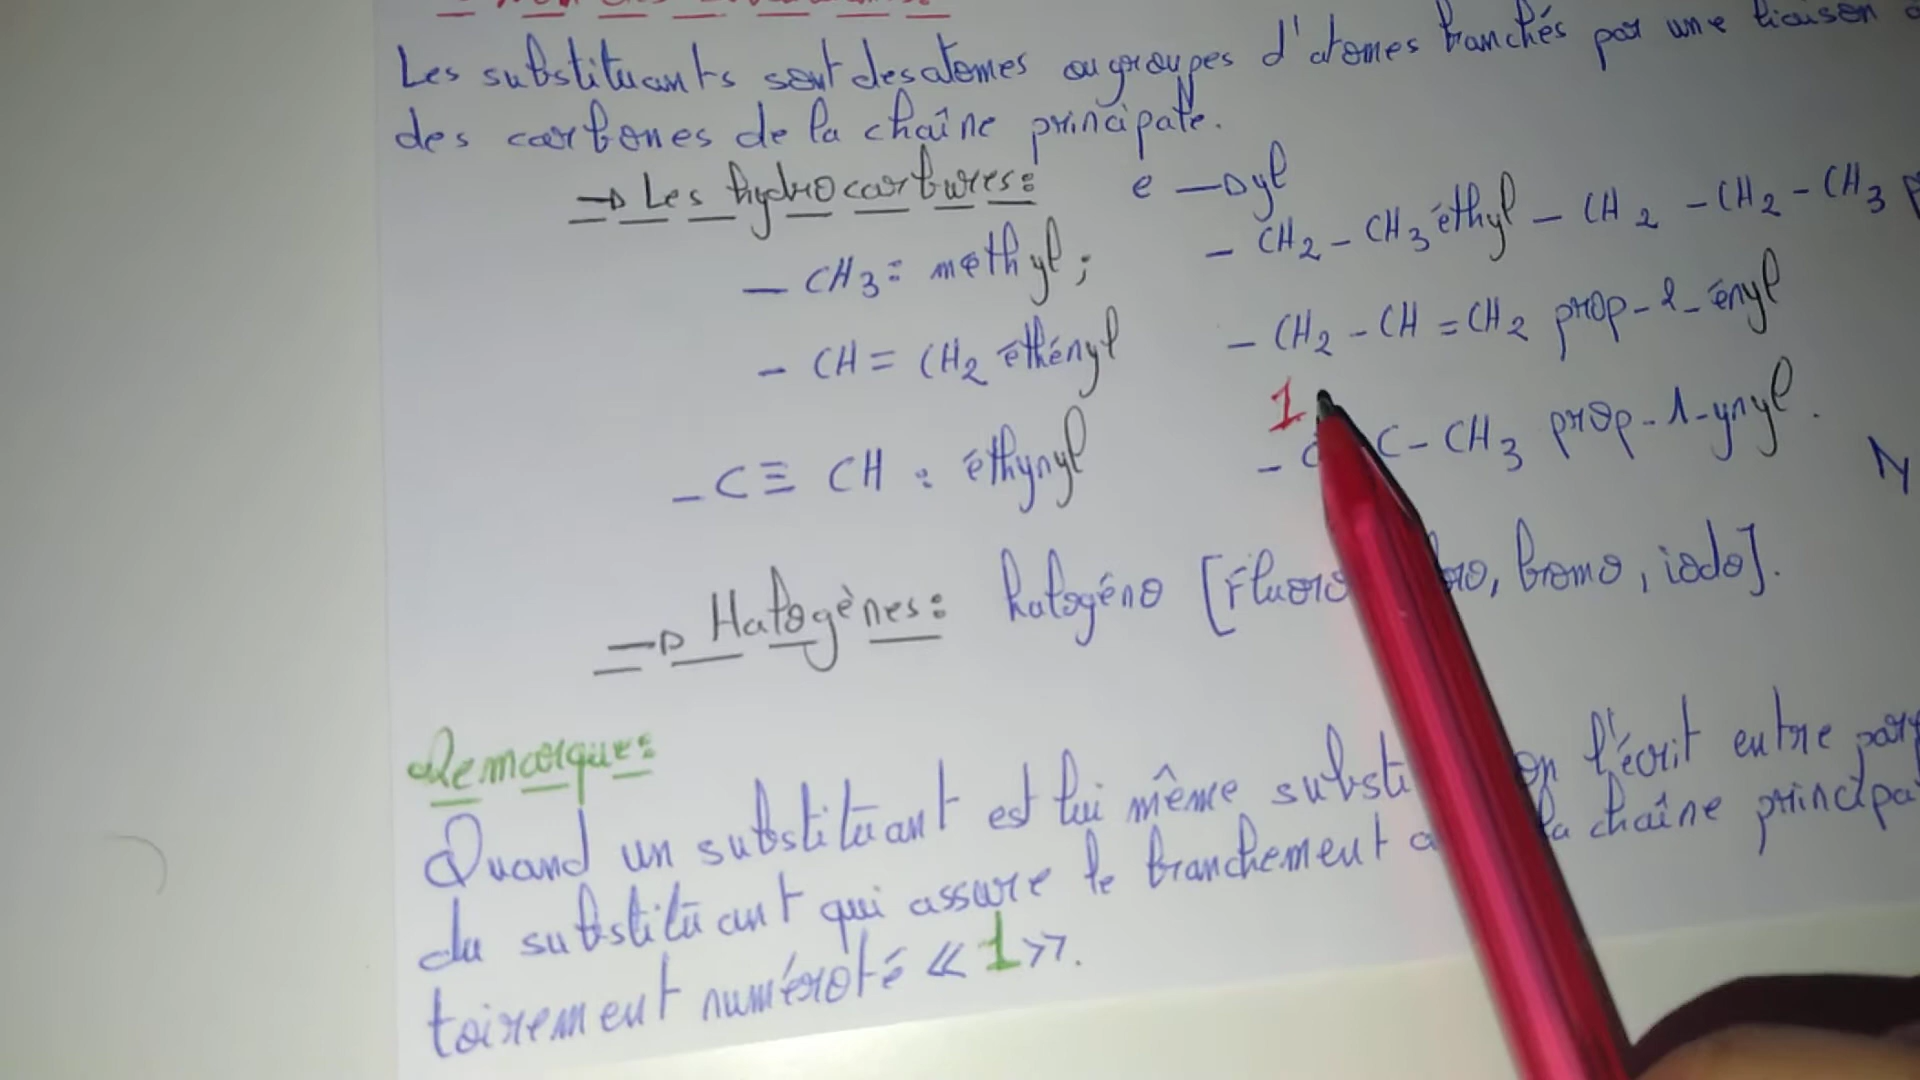 Les substituants sont des atomes ou groupes d'atomes branchés par une liaison à
des carbones de la chaîne principale.
→ Les hydrocarbures: e → yl
- CH3: méthyl; - CH2 - CH3 éthyl - CH2 - CH2 - CH3 p
- CH = CH2 éthényl - CH2 - CH = CH2 prop-2-ényl
1
- C ≡ CH : éthynyl - C C - CH3 prop-1-ynyl.
→ Halogènes: halogéno [Fluoro ro, bromo, iodo].
Remarque:
Quand un substituant est lui même substi on l'écrit entre par
du substituant qui assure le branchement a la chaîne principa
toirement numéroté «1».